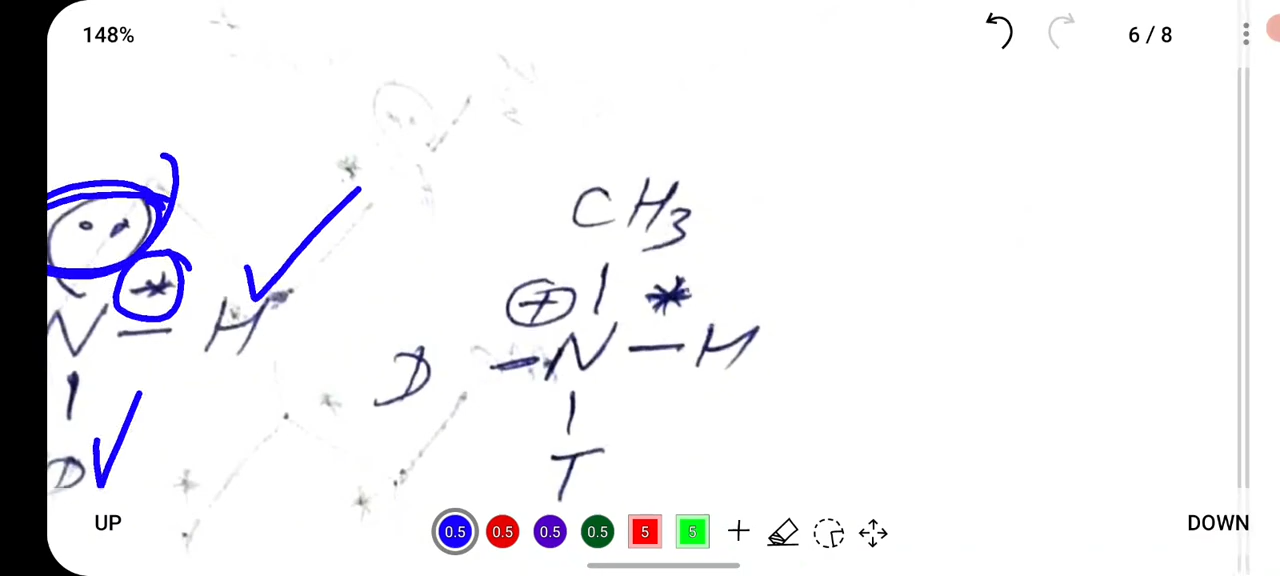 148%
6 / 8
CH3
⊕ *
* N — H
D — N — H
D
T
UP
0.5 0.5 0.5 0.5 5 5 +
DOWN